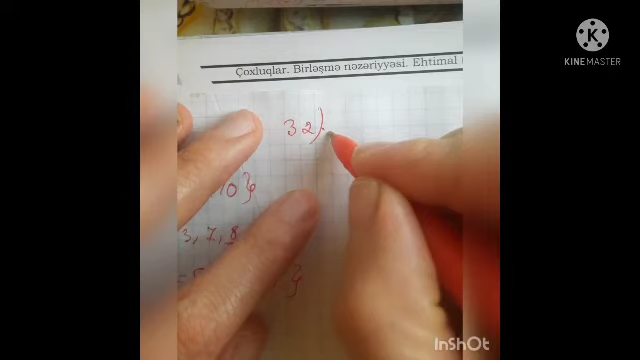 Çoxluqlar. Birləşmə nəzəriyyəsi. Ehtimal
32)
10}
3, 7, 8
}
K
KINEMASTER
InShOt